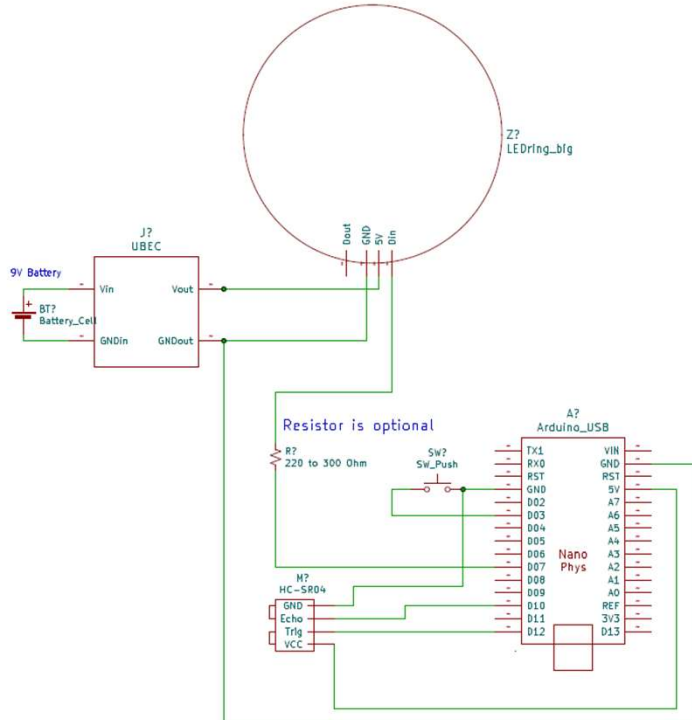 Z?
LEDring_big
Dout
GND
5V
Din
J?
UBEC
9V Battery
BT?
Battery_Cell
Vin
Vout
GNDin
GNDout
Resistor is optional
R?
220 to 300 Ohm
SW?
SW_Push
A?
Arduino_USB
TX1
RX0
RST
GND
D02
D03
D04
D05
D06
D07
D08
D09
D10
D11
D12
VIN
GND
RST
5V
A7
A6
A5
A4
A3
A2
A1
A0
REF
3V3
D13
Nano
Phys
M?
HC-SR04
GND
Echo
Trig
VCC